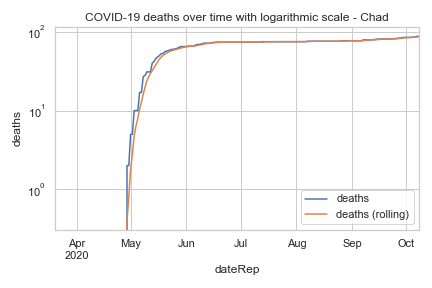 COVID-19 deaths over time with logarithmic scale - Chad
10²
10¹
10⁰
deaths
deaths
deaths (rolling)
Apr May Jun Jul Aug Sep Oct
2020
dateRep